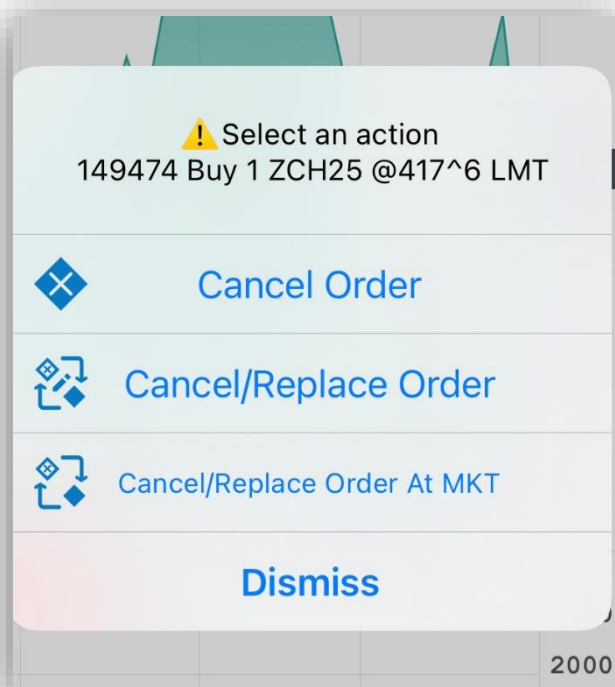 ⚠️ Select an action
149474 Buy 1 ZCH25 @417^6 LMT
Cancel Order
Cancel/Replace Order
Cancel/Replace Order At MKT
Dismiss
2000